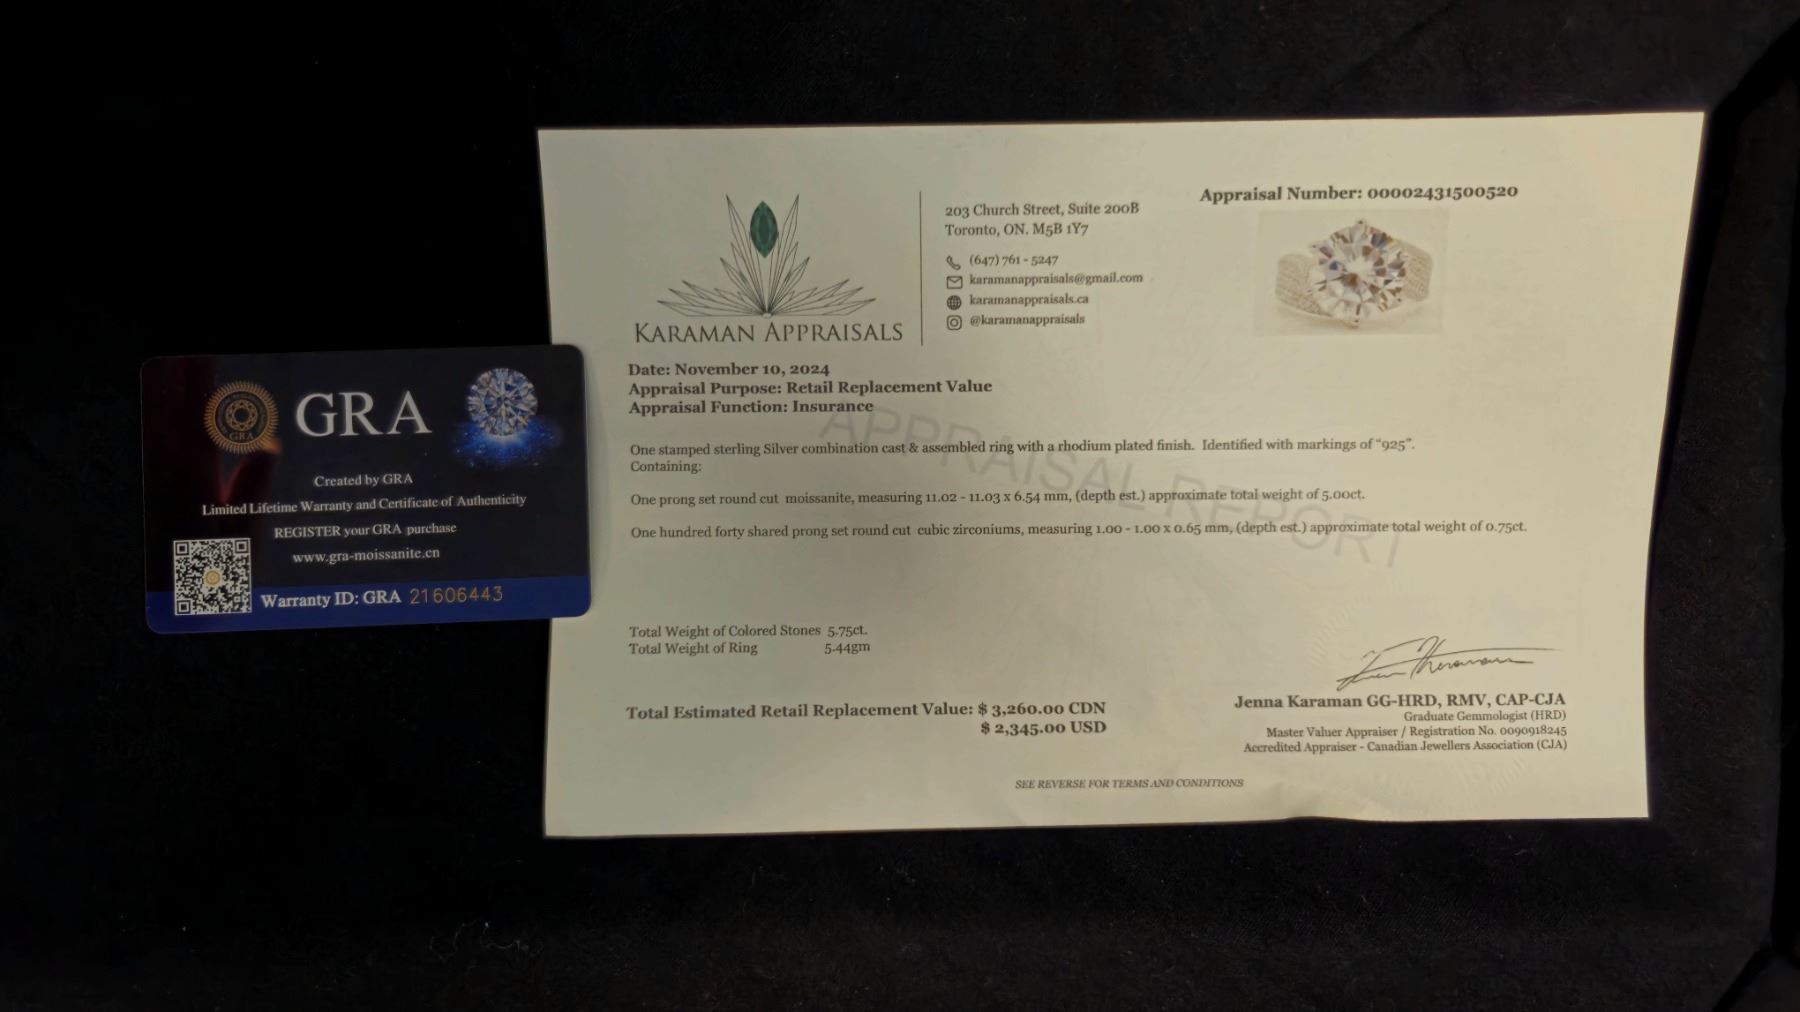 GRA
GRA
Created by GRA
Limited Lifetime Warranty and Certificate of Authenticity
REGISTER your GRA purchase
www.gra-moissanite.cn
Warranty ID: GRA 21606443
KARAMAN APPRAISALS
203 Church Street, Suite 200B
Toronto, ON. M5B 1Y7
(647) 761 - 5247
karamanappraisals@gmail.com
karamanappraisals.ca
@karamanappraisals
Appraisal Number: 00002431500520
Date: November 10, 2024
Appraisal Purpose: Retail Replacement Value
Appraisal Function: Insurance
APPRAISAL REPORT
One stamped sterling Silver combination cast & assembled ring with a rhodium plated finish. Identified with markings of “925”.
Containing:
One prong set round cut moissanite, measuring 11.02 - 11.03 x 6.54 mm, (depth est.) approximate total weight of 5.00ct.
One hundred forty shared prong set round cut cubic zirconiums, measuring 1.00 - 1.00 x 0.65 mm, (depth est.) approximate total weight of 0.75ct.
Total Weight of Colored Stones 5.75ct.
Total Weight of Ring 5.44gm
Total Estimated Retail Replacement Value: $ 3,260.00 CDN
$ 2,345.00 USD
Jenna Karaman GG-HRD, RMV, CAP-CJA
Graduate Gemmologist (HRD)
Master Valuer Appraiser / Registration No. 0090918245
Accredited Appraiser - Canadian Jewellers Association (CJA)
SEE REVERSE FOR TERMS AND CONDITIONS